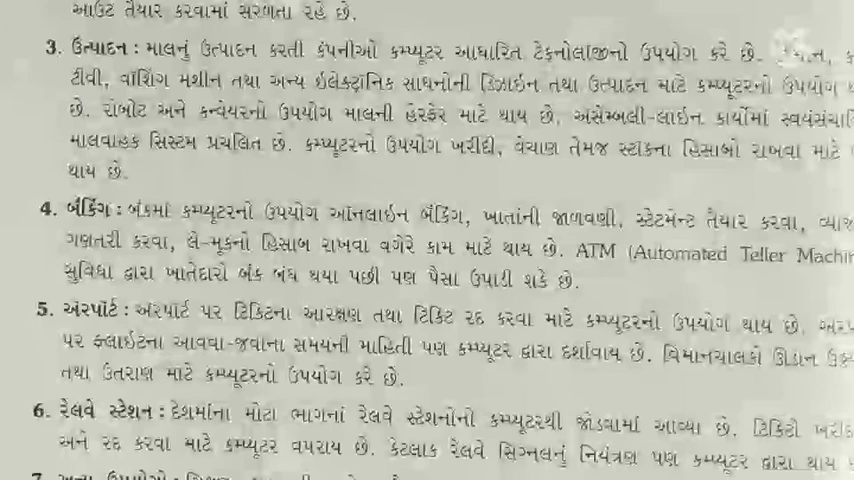 આઉટ તૈયાર કરવામાં સરળતા રહે છે.
3. ઉત્પાદન : માલનું ઉત્પાદન કરતી કંપનીઓ કમ્પ્યૂટર આધારિત ટેક્નોલૉજીનો ઉપયોગ કરે છે.
ટીવી, વૉશિંગ મશીન તથા અન્ય ઇલેક્ટ્રૉનિક સાધનોની ડિઝાઇન તથા ઉત્પાદન માટે કમ્પ્યૂટરનો ઉપયોગ
છે. રોબોટ અને કન્વેયરનો ઉપયોગ માલની હેરફેર માટે થાય છે, અસેમ્બલી-લાઇન કાર્યોમાં
માલવાહક સિસ્ટમ પ્રચલિત છે. કમ્પ્યૂટરનો ઉપયોગ ખરીદી, વેચાણ તેમજ સ્ટૉકના હિસાબો રાખવા માટે
થાય છે.
4. બૅંકિંગ : બૅંકમાં કમ્પ્યૂટરનો ઉપયોગ ઑનલાઇન બૅંકિંગ, ખાતાંની જાળવણી, સ્ટેટમેન્ટ તૈયાર કરવા,
ગણતરી કરવા, લે-મૂકનો હિસાબ રાખવા વગેરે કામ માટે થાય છે. ATM (Automated Teller
સુવિધા દ્વારા ખાતેદારો બૅંક બંધ થયા પછી પણ પૈસા ઉપાડી શકે છે.
5. ઍરપૉર્ટ : ઍરપૉર્ટ પર ટિકિટના આરક્ષણ તથા ટિકિટ રદ કરવા માટે કમ્પ્યૂટરનો ઉપયોગ થાય છે.
પર ફ્લાઇટના આવવા-જવાના સમયની માહિતી પણ કમ્પ્યૂટર દ્વારા દર્શાવાય છે. વિમાનચાલકો ઊડાન
તથા ઉતરાણ માટે કમ્પ્યૂટરનો ઉપયોગ કરે છે.
6. રેલવે સ્ટેશન : દેશમાંના મોટા ભાગનાં રેલવે સ્ટેશનોનો કમ્પ્યૂટરથી જોડવામાં આવ્યા છે. ટિકિટો
અને રદ કરવા માટે કમ્પ્યૂટર વપરાય છે. કેટલાક રેલવે સિગ્નલનું નિયંત્રણ પણ કમ્પ્યૂટર દ્વારા થાય